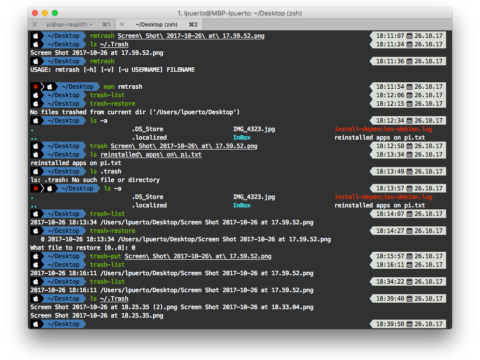 1. lpuerto@MBP-lpuerto: ~/Desktop (zsh)
× pi@rpi-raspi01: ~ ⌘1 × ~/Desktop (zsh) ⌘2
~/Desktop rmtrash Screen\ Shot\ 2017-10-26\ at\ 17.59.52.png 18:11:07 26.10.17
~/Desktop ls ~/.Trash 18:11:24 26.10.17
Screen Shot 2017-10-26 at 17.59.52.png
~/Desktop rmtrash 18:11:36 26.10.17
USAGE: rmtrash [-h] [-v] [-u USERNAME] FILENAME
~/Desktop man rmtrash 18:11:54 26.10.17
~/Desktop trash-list 18:12:06 26.10.17
~/Desktop trash-restore 18:12:15 26.10.17
No files trashed from current dir ('/Users/lpuerto/Desktop')
~/Desktop ls -a 18:12:34 26.10.17
. .DS_Store IMG_4323.jpg install-depencies-debian.log
.. .localized InBox reinstalled apps on pi.txt
~/Desktop trash Screen\ Shot\ 2017-10-26\ at\ 17.59.52.png 18:12:50 26.10.17
~/Desktop ls reinstalled\ apps\ on\ pi.txt 18:13:34 26.10.17
reinstalled apps on pi.txt
~/Desktop ls .trash 18:13:49 26.10.17
ls: .trash: No such file or directory
~/Desktop ls -a 18:13:57 26.10.17
. .DS_Store IMG_4323.jpg install-depencies-debian.log
.. .localized InBox reinstalled apps on pi.txt
~/Desktop trash-list 18:14:07 26.10.17
2017-10-26 18:13:34 /Users/lpuerto/Desktop/Screen Shot 2017-10-26 at 17.59.52.png
~/Desktop trash-restore 18:14:27 26.10.17
0 2017-10-26 18:13:34 /Users/lpuerto/Desktop/Screen Shot 2017-10-26 at 17.59.52.png
What file to restore [0..0]: 0
~/Desktop trash-put Screen\ Shot\ 2017-10-26\ at\ 17.59.52.png 18:15:57 26.10.17
~/Desktop trash-list 18:16:11 26.10.17
2017-10-26 18:16:11 /Users/lpuerto/Desktop/Screen Shot 2017-10-26 at 17.59.52.png
~/Desktop trash-list 18:34:22 26.10.17
2017-10-26 18:16:11 /Users/lpuerto/Desktop/Screen Shot 2017-10-26 at 17.59.52.png
~/Desktop ls ~/.Trash 18:39:40 26.10.17
Screen Shot 2017-10-26 at 18.25.35 (2).png Screen Shot 2017-10-26 at 18.33.04.png
Screen Shot 2017-10-26 at 18.25.35.png
~/Desktop 18:39:50 26.10.17